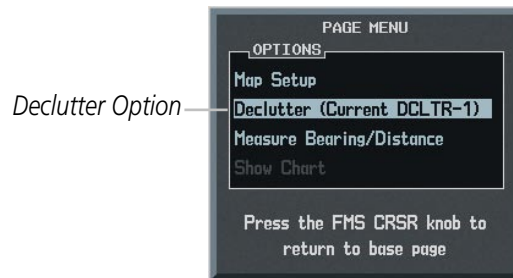 PAGE MENU
OPTIONS
Map Setup
Declutter Option
Declutter (Current DCLTR-1)
Measure Bearing/Distance
Show Chart
Press the FMS CRSR knob to
return to base page